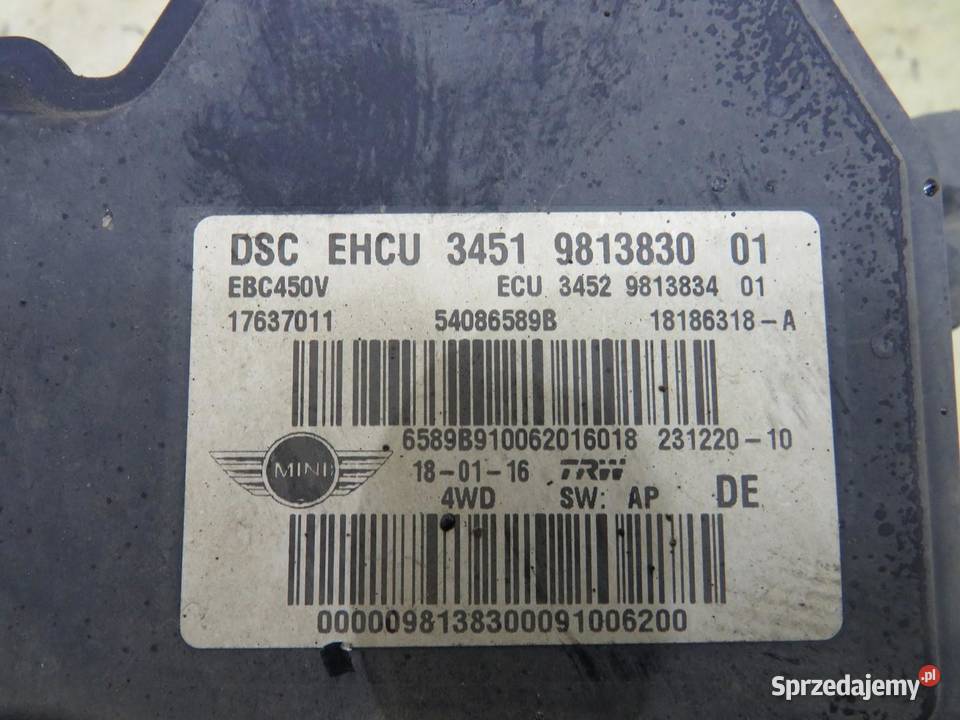 DSC EHCU 3451 9813830 01
EBC450V ECU 3452 9813834 01
17637011 54086589B 18186318-A
6589B910062016018 231220-10
MINI 18-01-16 TRW
4WD SW: AP DE
00000981383000091006200
Sprzedajemy.pl